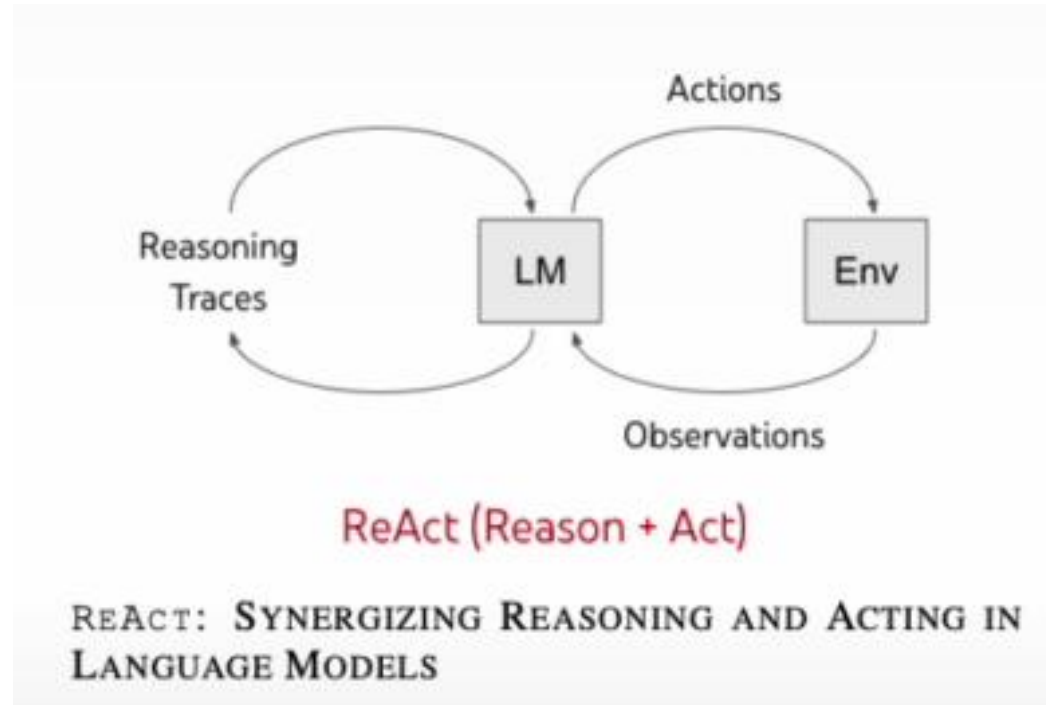 Actions
Reasoning
Traces
LM
Env
Observations
ReAct (Reason + Act)
REACT: SYNERGIZING REASONING AND ACTING IN
LANGUAGE MODELS